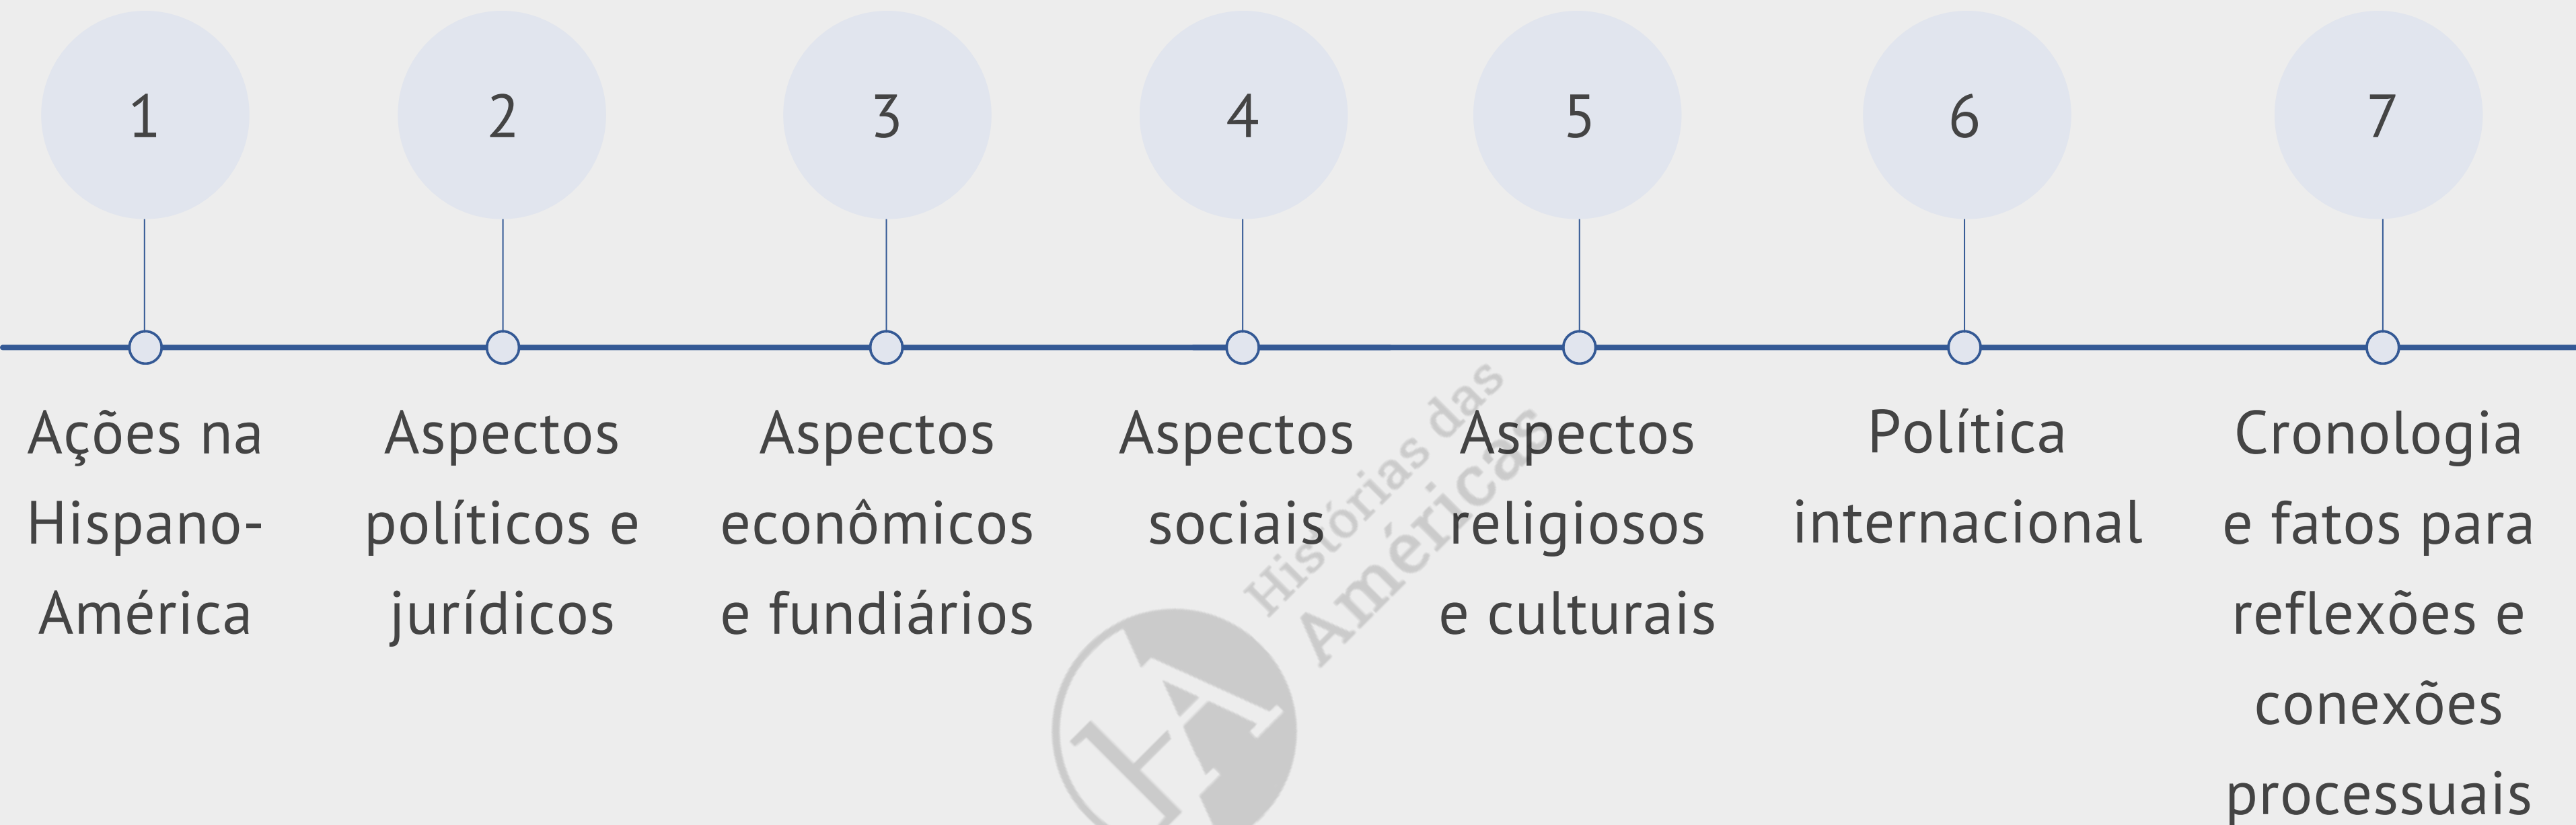 1
2
3
4
5
6
7
Ações na
Hispano-
América
Aspectos
políticos e
jurídicos
Aspectos
econômicos
e fundiários
Aspectos
sociais
Aspectos
religiosos
e culturais
Política
internacional
Cronologia
e fatos para
reflexões e
conexões
processuais
Histórias das
Américas
HA